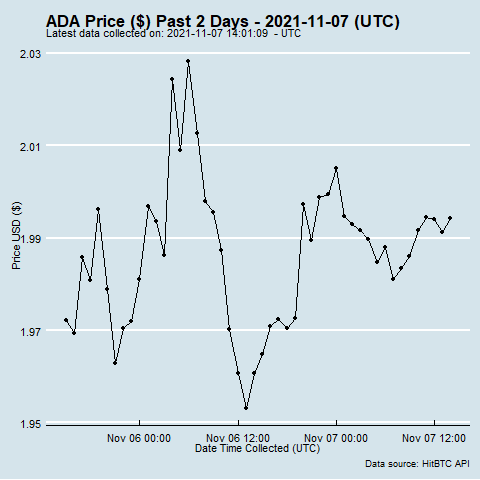 ADA Price ($) Past 2 Days - 2021-11-07 (UTC)
Latest data collected on: 2021-11-07 14:01:09  - UTC
2.03
2.01
1.99
1.97
1.95
Price USD ($)
Nov 06 00:00
Nov 06 12:00
Nov 07 00:00
Nov 07 12:00
Date Time Collected (UTC)
Data source: HitBTC API